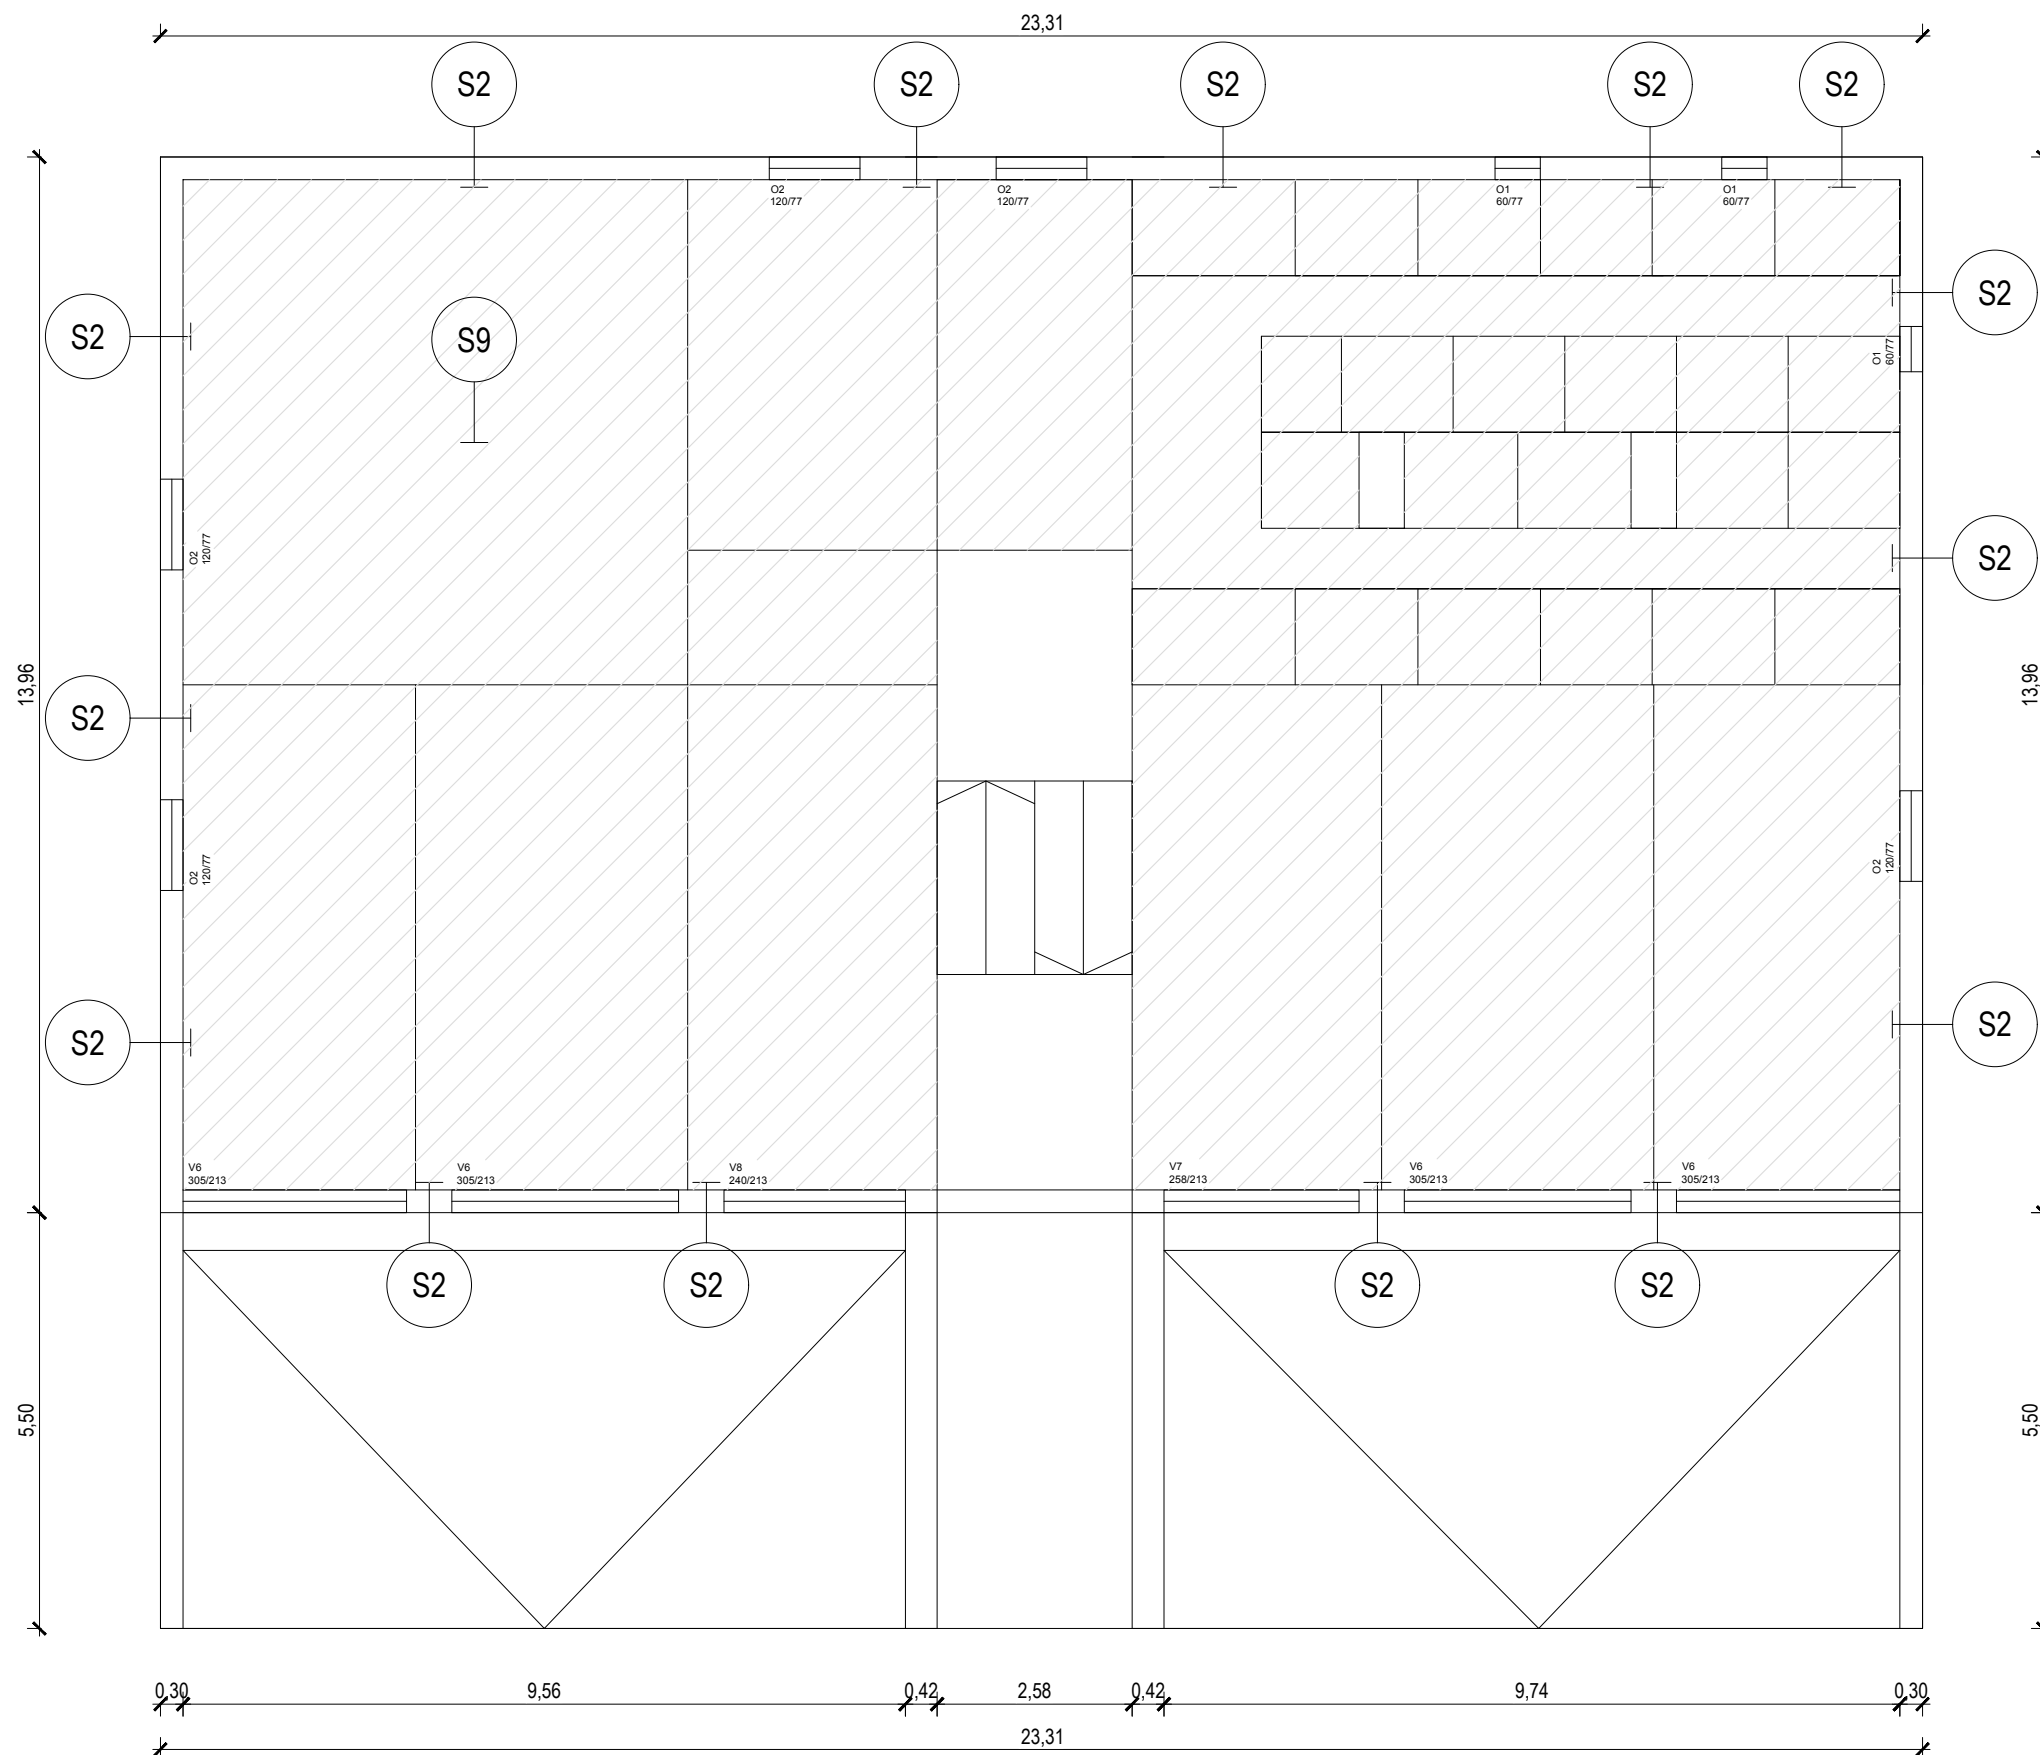 23,31
S2
S2
S2
S2
S2
O2
120/77
O2
120/77
O1
60/77
O1
60/77
S2
S2
S9
O1
60/77
O2
120/77
S2
13,96
13,96
S2
O2
120/77
O2
120/77
S2
S2
V6
305/213
V6
305/213
V8
240/213
V7
258/213
V6
305/213
V6
305/213
S2
S2
S2
S2
5,50
5,50
0,30
9,56
0,42
2,58
0,42
9,74
0,30
23,31